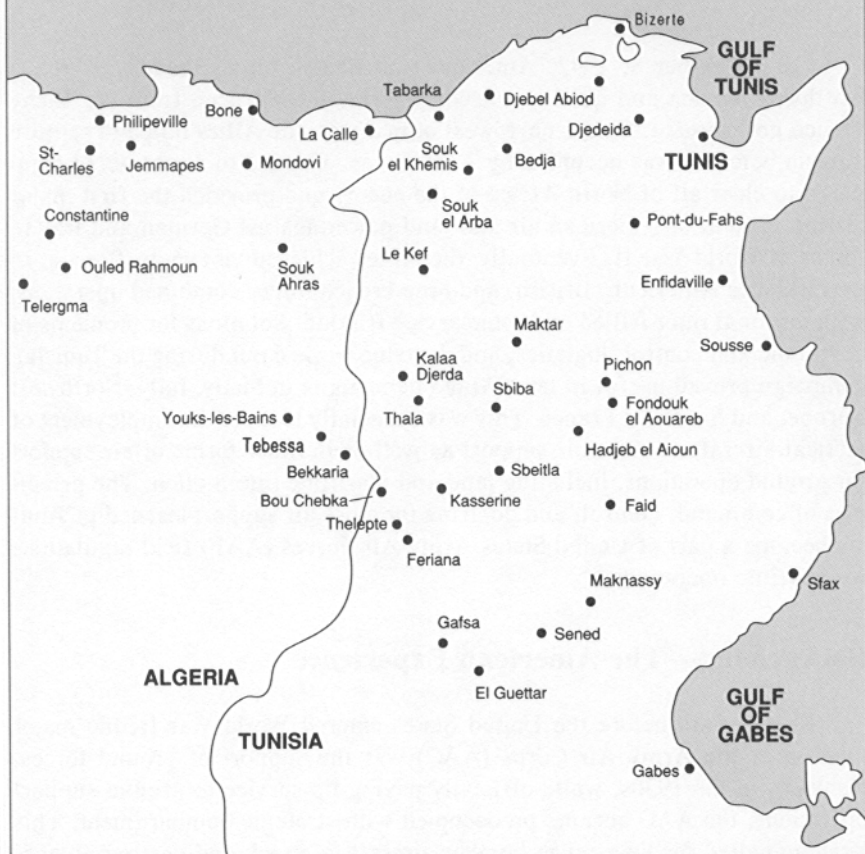 Bizerte
GULF
OF
TUNIS
Tabarka
Djebel Abiod
Philipeville
Bone
La Calle
Djedeida
St-
Charles
Jemmapes
Mondovi
Souk
el Khemis
Bedja
TUNIS
Constantine
Souk
el Arba
Pont-du-Fahs
Ouled Rahmoun
Souk
Ahras
Le Kef
Telergma
Enfidaville
Maktar
Sousse
Kalaa
Djerda
Pichon
Youks-les-Bains
Thala
Sbiba
Fondouk
el Aouareb
Tebessa
Hadjeb el Aioun
Bekkaria
Sbeitla
Bou Chebka
Kasserine
Faid
Thelepte
Feriana
Maknassy
Sfax
Gafsa
Sened
ALGERIA
El Guettar
TUNISIA
GULF
OF
GABES
Gabes